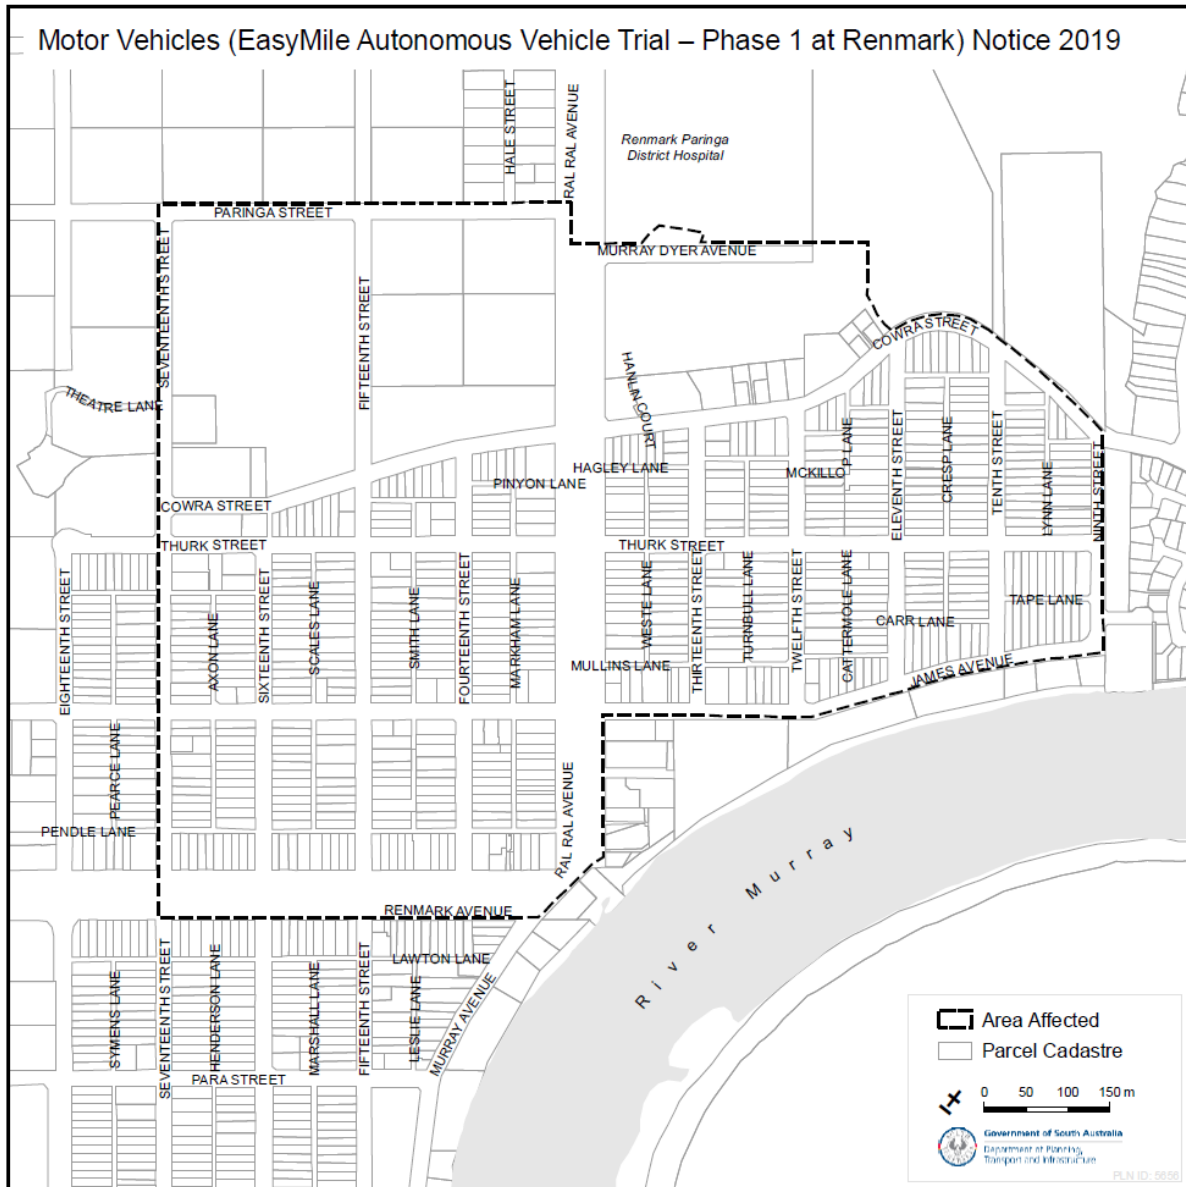 Motor Vehicles (EasyMile Autonomous Vehicle Trial – Phase 1 at Renmark) Notice 2019
HALE STREET
RAL RAL AVENUE
Renmark Paringa
District Hospital
PARINGA STREET
MURRAY DYER AVENUE
SEVENTEENTH STREET
FIFTEENTH STREET
COWRA STREET
THEATRE LANE
HANLIN COURT
HAGLEY LANE
PINYON LANE
MCKILLO
P LANE
ELEVENTH STREET
CRESP LANE
TENTH STREET
LYNN LANE
NINTH STREET
COWRA STREET
THURK STREET
THURK STREET
EIGHTEENTH STREET
AXON LANE
SIXTEENTH STREET
SCALES LANE
SMITH LANE
FOURTEENTH STREET
MARKHAM LANE
WESTE LANE
THIRTEENTH STREET
TURNBULL LANE
TWELFTH STREET
CATTERMOLE LANE
CARR LANE
TAPE LANE
MULLINS LANE
JAMES AVENUE
PEARCE LANE
PENDLE LANE
RAL RAL AVENUE
River Murray
RENMARK AVENUE
LAWTON LANE
SYMENS LANE
SEVENTEENTH STREET
HENDERSON LANE
MARSHALL LANE
FIFTEENTH STREET
LESLIE LANE
MURRAY AVENUE
PARA STREET
Area Affected
Parcel Cadastre
0 50 100 150 m
Government of South Australia
Department of Planning,
Transport and Infrastructure
PLN ID: 5656